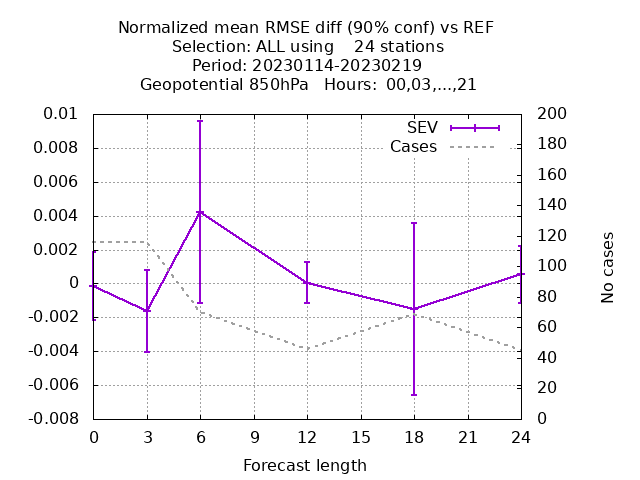 Normalized mean RMSE diff (90% conf) vs REF
Selection: ALL using    24 stations
Period: 20230114-20230219
Geopotential 850hPa   Hours:  00,03,...,21
0.01
0.008
0.006
0.004
0.002
0
-0.002
-0.004
-0.006
-0.008
SEV
Cases
200
180
160
140
120
100
80
60
40
20
0
No cases
0 3 6 9 12 15 18 21 24
Forecast length